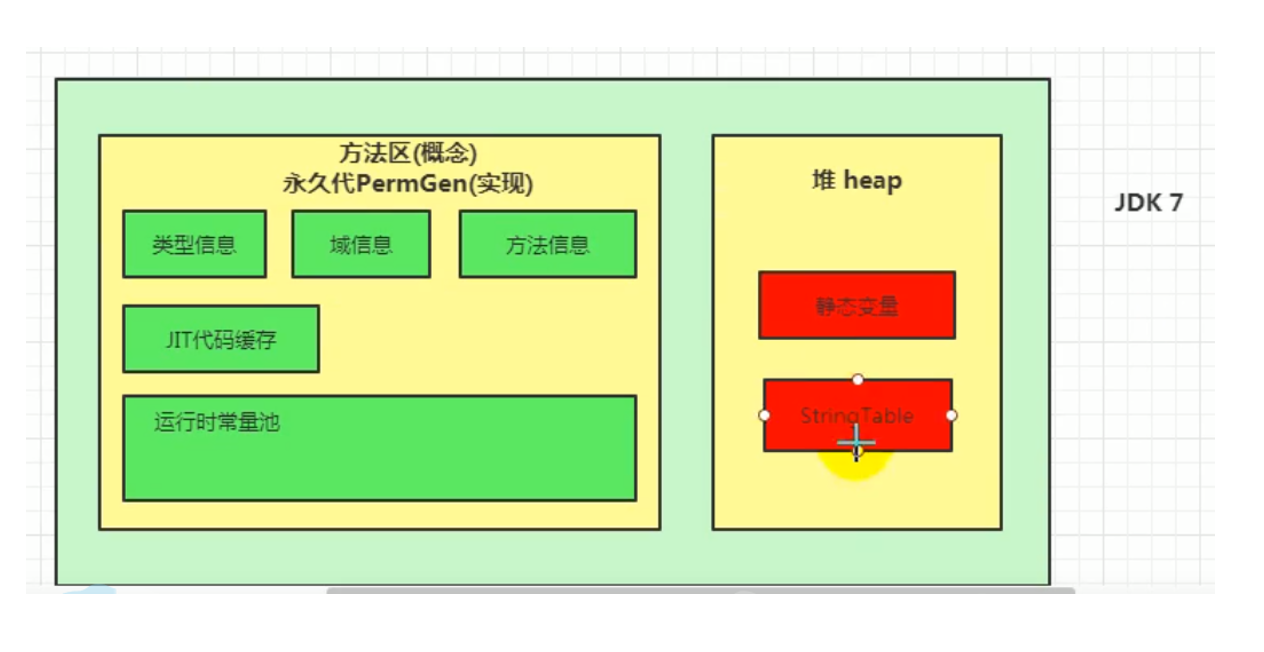 方法区(概念)
永久代PermGen(实现)
类型信息
域信息
方法信息
JIT代码缓存
运行时常量池
堆 heap
静态变量
StringTable
JDK 7